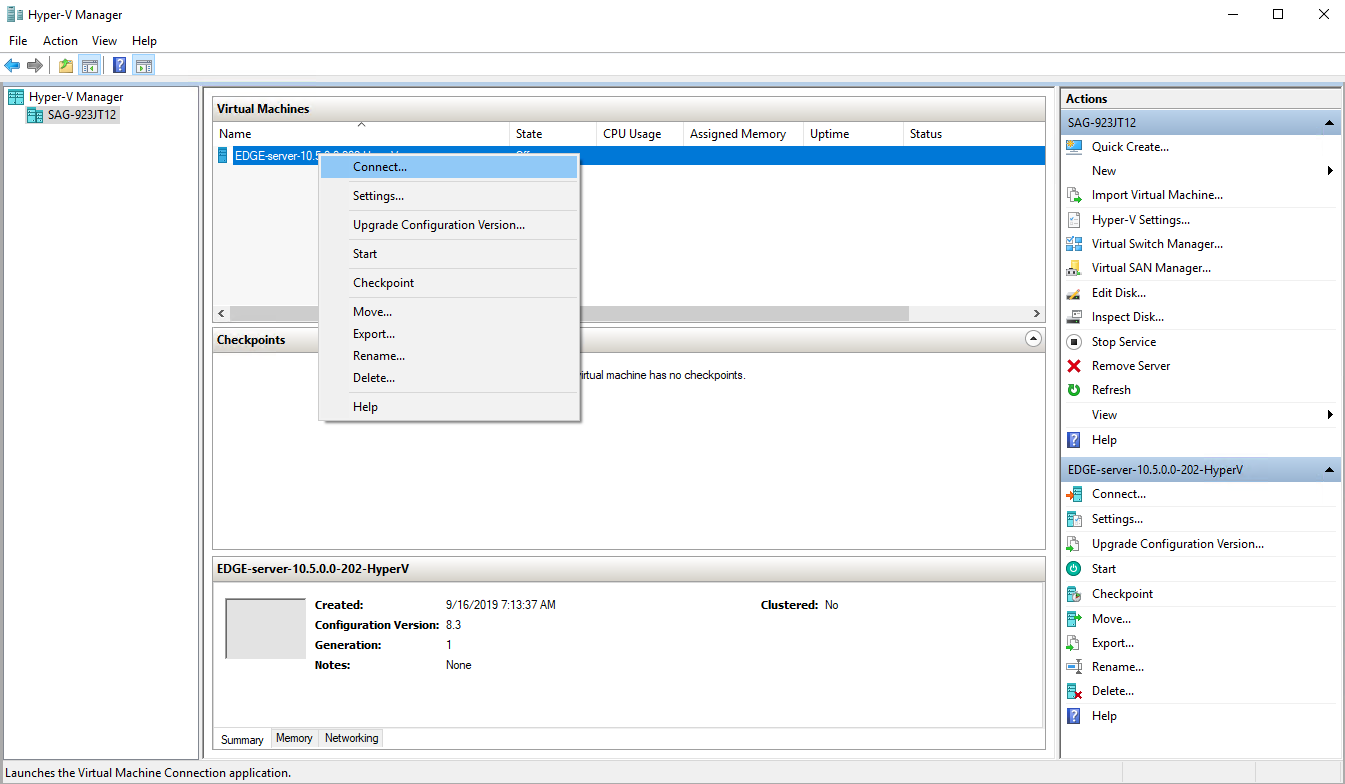 Hyper-V Manager
File Action View Help
Hyper-V Manager
SAG-923JT12
Virtual Machines
Name State CPU Usage Assigned Memory Uptime Status
EDGE-server-10.5.0.0-202-HyperV Off
Connect...
Settings...
Upgrade Configuration Version...
Start
Checkpoint
Move...
Export...
Rename...
Delete...
Help
Checkpoints
virtual machine has no checkpoints.
EDGE-server-10.5.0.0-202-HyperV
Created: 9/16/2019 7:13:37 AM Clustered: No
Configuration Version: 8.3
Generation: 1
Notes: None
Summary Memory Networking
Actions
SAG-923JT12
Quick Create...
New
Import Virtual Machine...
Hyper-V Settings...
Virtual Switch Manager...
Virtual SAN Manager...
Edit Disk...
Inspect Disk...
Stop Service
Remove Server
Refresh
View
Help
EDGE-server-10.5.0.0-202-HyperV
Connect...
Settings...
Upgrade Configuration Version...
Start
Checkpoint
Move...
Export...
Rename...
Delete...
Help
Launches the Virtual Machine Connection application.